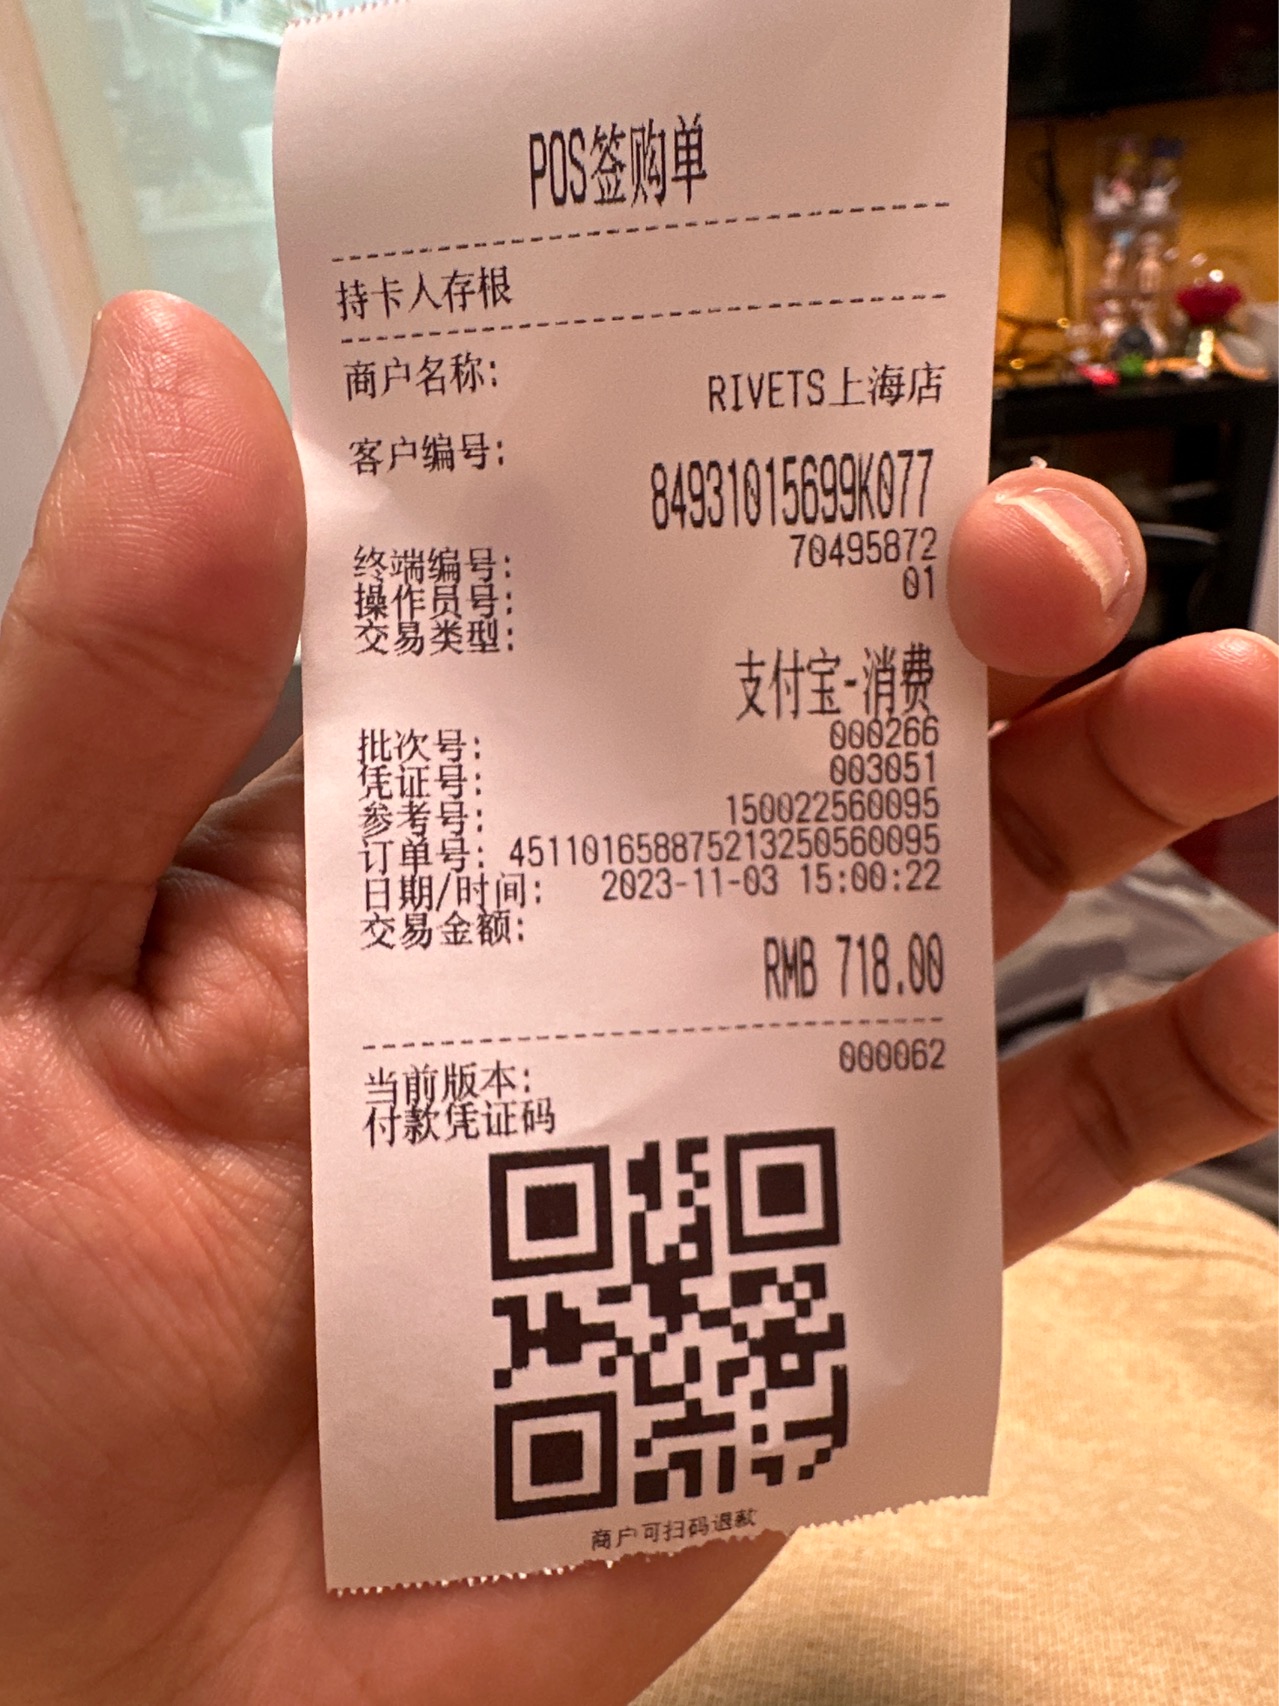 POS签购单
持卡人存根
商户名称:
RIVETS上海店
客户编号:
84931015699K077
终端编号: 70495872
操作员号: 01
交易类型:
支付宝-消费
批次号: 000266
凭证号: 003051
参考号: 150022560095
订单号: 4511016588752132505600​95
日期/时间: 2023-11-03 15:00:22
交易金额:
RMB 718.00
当前版本: 000062
付款凭证码
商户可扫码退款